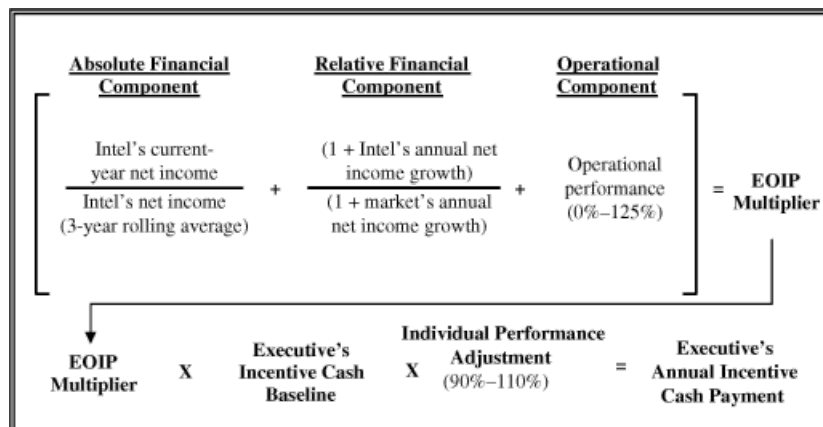 Absolute Financial Component
Relative Financial Component
Operational Component
Intel's current-
year net income
Intel's net income
(3-year rolling average)
+
(1 + Intel's annual net
income growth)
(1 + market's annual
net income growth)
+
Operational
performance
(0%–125%)
=
EOIP
Multiplier
EOIP
Multiplier
X
Executive's
Incentive Cash
Baseline
X
Individual Performance
Adjustment
(90%–110%)
=
Executive's
Annual Incentive
Cash Payment